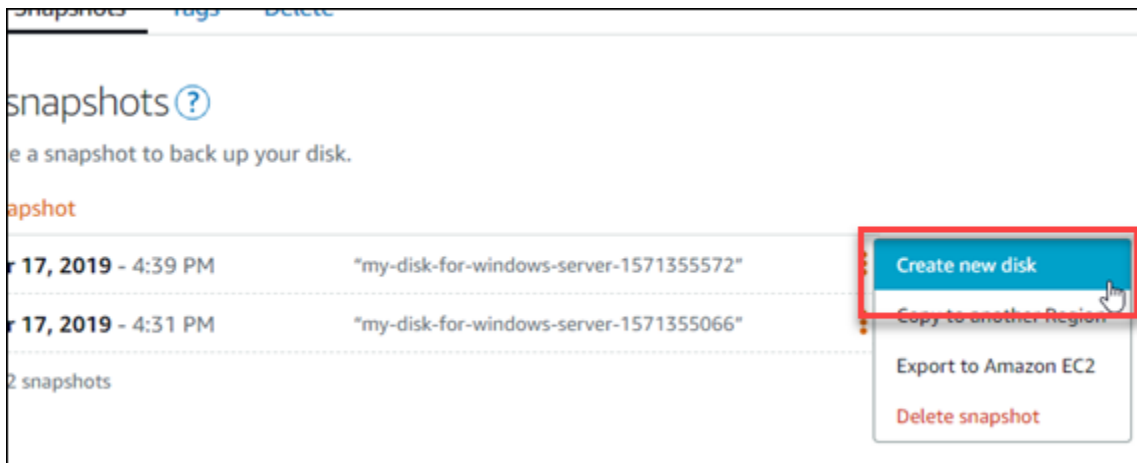 Snapshots Tags Delete
snapshots ?
e a snapshot to back up your disk.
apshot
r 17, 2019 - 4:39 PM "my-disk-for-windows-server-1571355572" Create new disk
r 17, 2019 - 4:31 PM "my-disk-for-windows-server-1571355066" Copy to another Region
2 snapshots Export to Amazon EC2
Delete snapshot